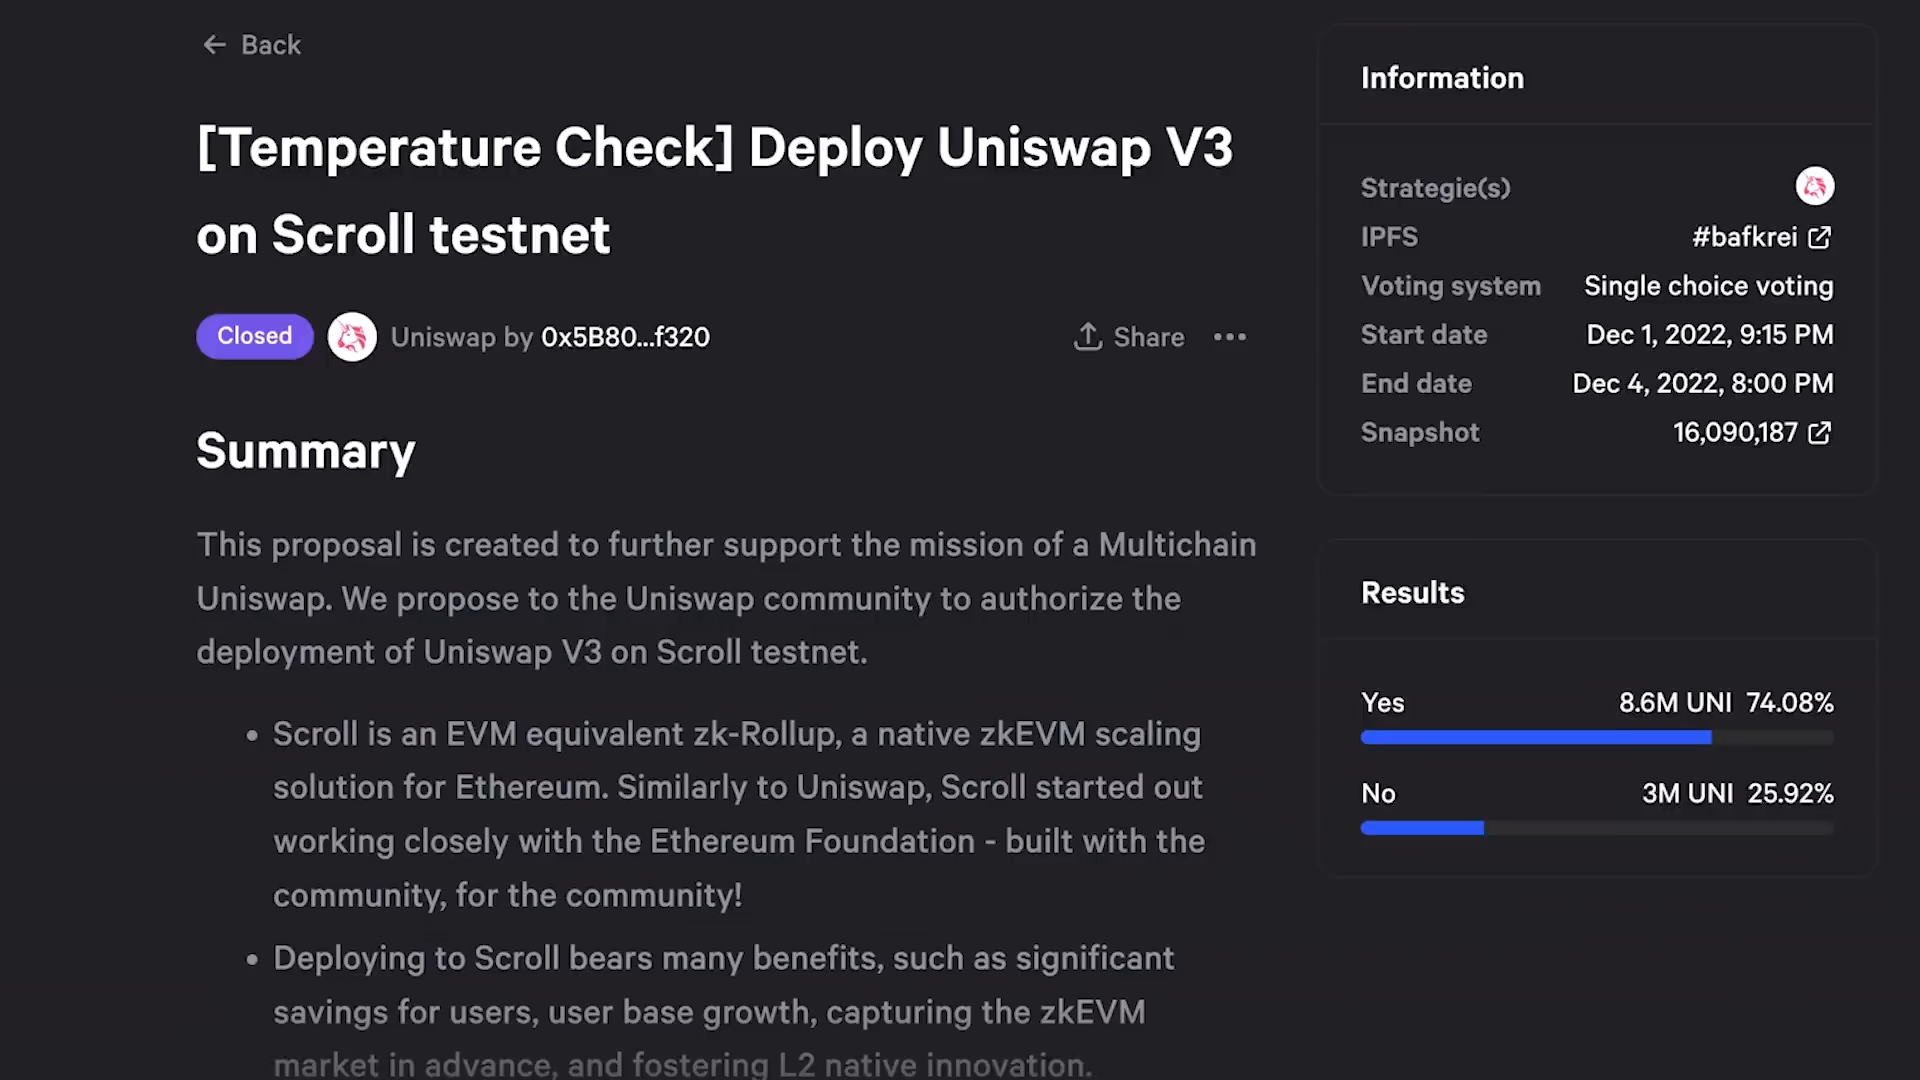 Back
[Temperature Check] Deploy Uniswap V3
on Scroll testnet
Closed Uniswap by 0x5B80...f320 Share
Summary
This proposal is created to further support the mission of a Multichain
Uniswap. We propose to the Uniswap community to authorize the
deployment of Uniswap V3 on Scroll testnet.
• Scroll is an EVM equivalent zk-Rollup, a native zkEVM scaling
solution for Ethereum. Similarly to Uniswap, Scroll started out
working closely with the Ethereum Foundation - built with the
community, for the community!
• Deploying to Scroll bears many benefits, such as significant
savings for users, user base growth, capturing the zkEVM
market in advance, and fostering L2 native innovation.
Information
Strategie(s)
IPFS #bafkrei
Voting system Single choice voting
Start date Dec 1, 2022, 9:15 PM
End date Dec 4, 2022, 8:00 PM
Snapshot 16,090,187
Results
Yes 8.6M UNI 74.08%
No 3M UNI 25.92%